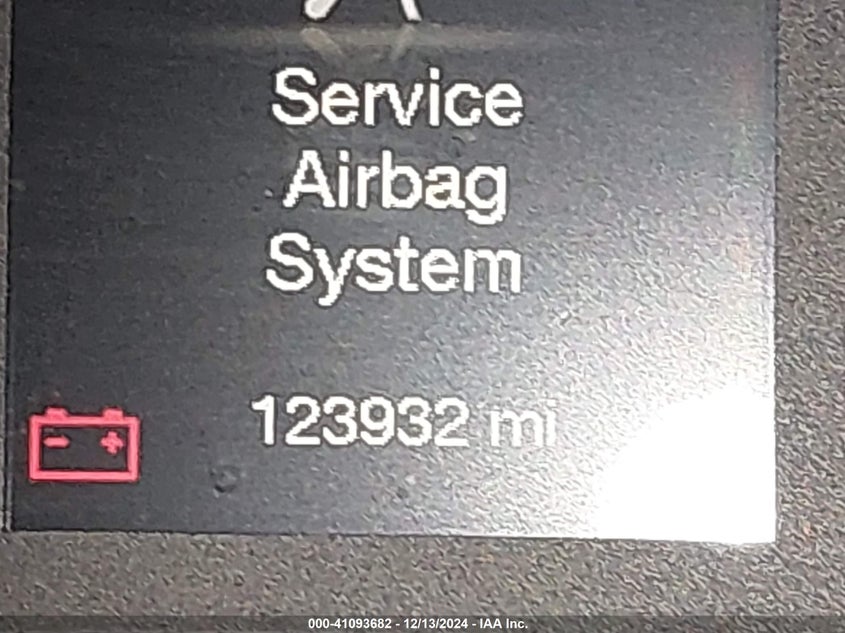 Service
Airbag
System
123932 mi
000-41093682 - 12/13/2024 - IAA Inc.